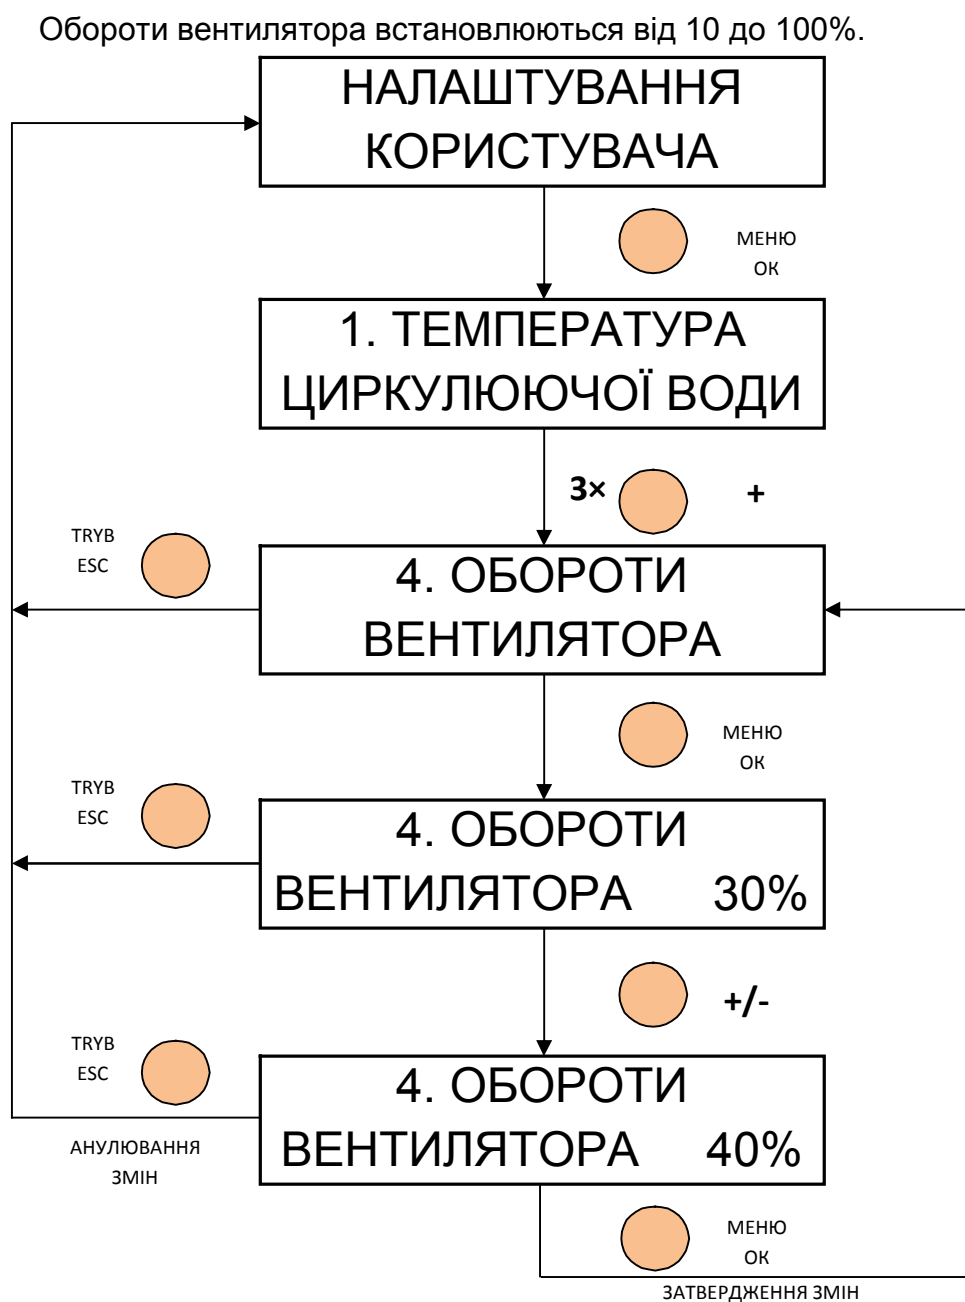 Обороти вентилятора встановлюються від 10 до 100%.
НАЛАШТУВАННЯ
КОРИСТУВАЧА
МЕНЮ
ОК
1. ТЕМПЕРАТУРА
ЦИРКУЛЮЮЧОЇ ВОДИ
3× +
TRYB
ESC
4. ОБОРОТИ
ВЕНТИЛЯТОРА
МЕНЮ
ОК
TRYB
ESC
4. ОБОРОТИ
ВЕНТИЛЯТОРА 30%
+/-
TRYB
ESC
4. ОБОРОТИ
ВЕНТИЛЯТОРА 40%
АНУЛЮВАННЯ
ЗМІН
МЕНЮ
ОК
ЗАТВЕРДЖЕННЯ ЗМІН